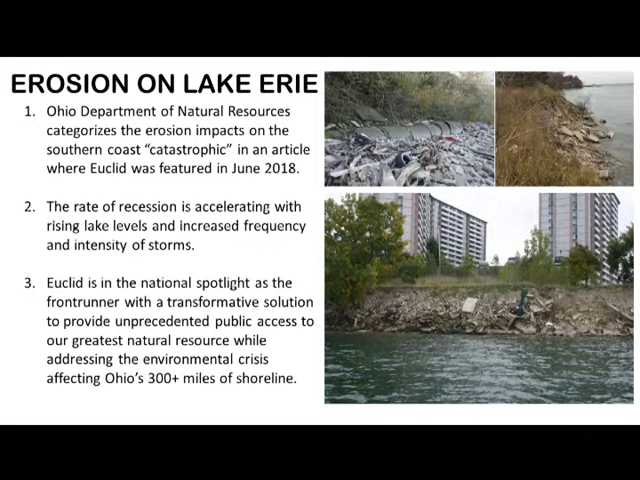 EROSION ON LAKE ERIE
1. Ohio Department of Natural Resources
categorizes the erosion impacts on the
southern coast “catastrophic” in an article
where Euclid was featured in June 2018.
2. The rate of recession is accelerating with
rising lake levels and increased frequency
and intensity of storms.
3. Euclid is in the national spotlight as the
frontrunner with a transformative solution
to provide unprecedented public access to
our greatest natural resource while
addressing the environmental crisis
affecting Ohio’s 300+ miles of shoreline.